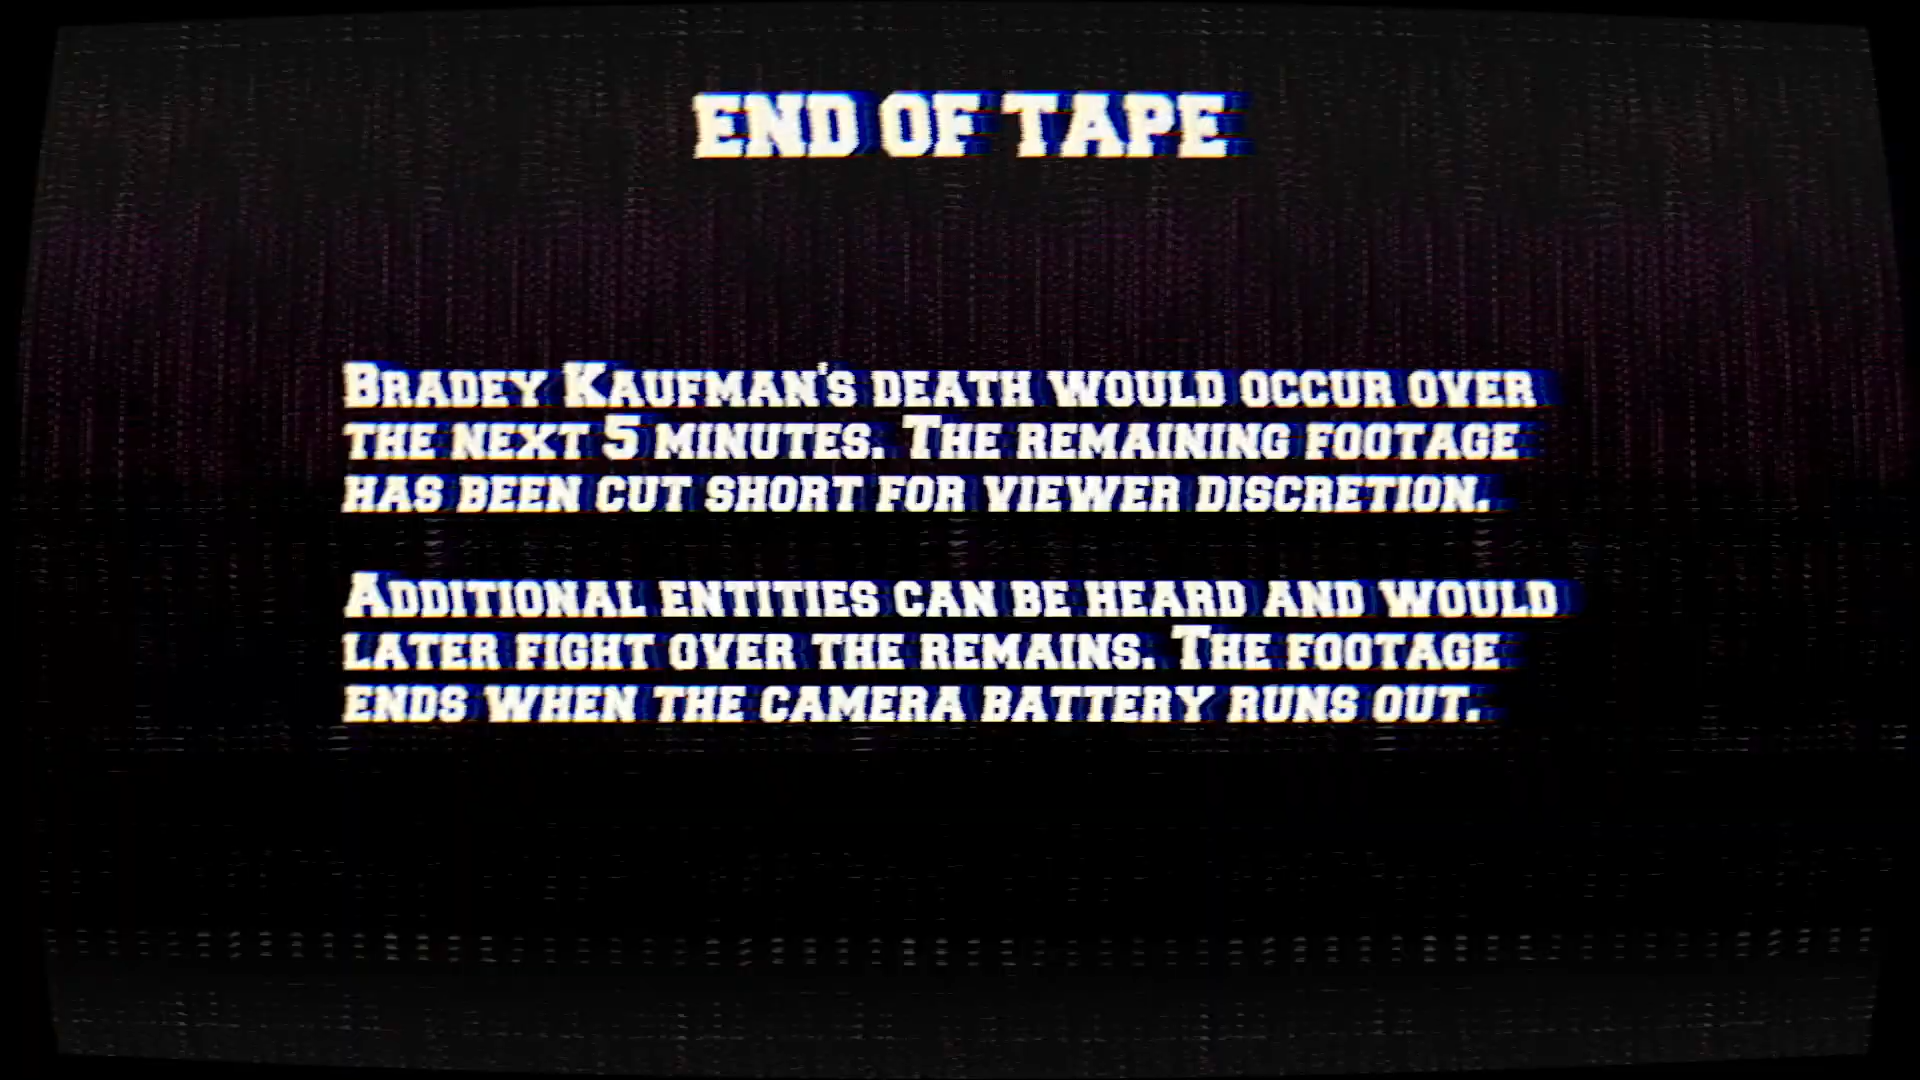 END OF TAPE
BRADEY KAUFMAN'S DEATH WOULD OCCUR OVER
THE NEXT 5 MINUTES. THE REMAINING FOOTAGE
HAS BEEN CUT SHORT FOR VIEWER DISCRETION.
ADDITIONAL ENTITIES CAN BE HEARD AND WOULD
LATER FIGHT OVER THE REMAINS. THE FOOTAGE
ENDS WHEN THE CAMERA BATTERY RUNS OUT.